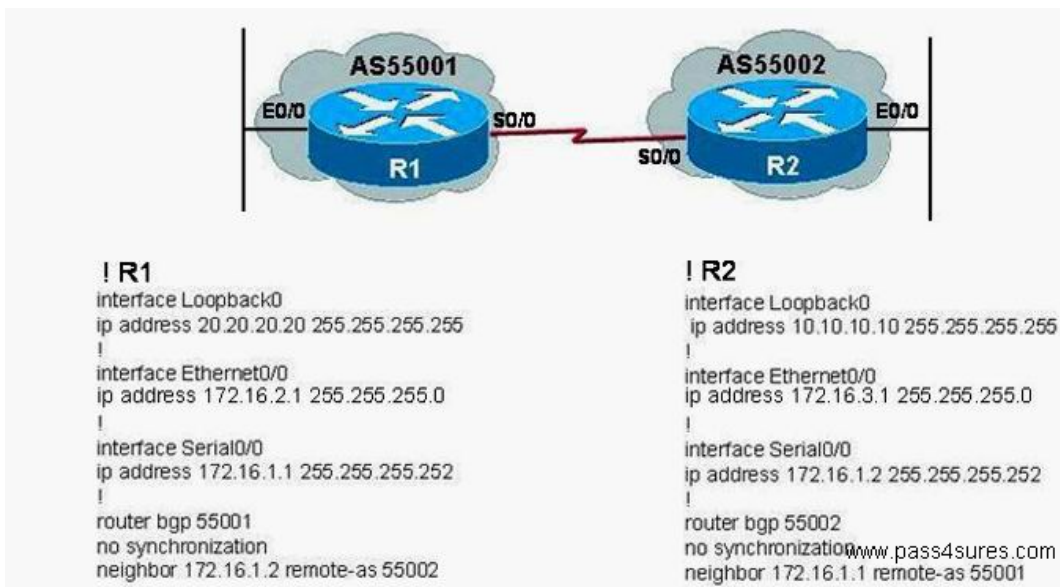 AS55001
AS55002
E0/0
S0/0
S0/0
E0/0
R1
R2
! R1
interface Loopback0
ip address 20.20.20.20 255.255.255.255
!
interface Ethernet0/0
ip address 172.16.2.1 255.255.255.0
!
interface Serial0/0
ip address 172.16.1.1 255.255.255.252
!
router bgp 55001
no synchronization
neighbor 172.16.1.2 remote-as 55002
! R2
interface Loopback0
ip address 10.10.10.10 255.255.255.255
!
interface Ethernet0/0
ip address 172.16.3.1 255.255.255.0
!
interface Serial0/0
ip address 172.16.1.2 255.255.255.252
!
router bgp 55002
no synchronization
www.pass4sures.com
neighbor 172.16.1.1 remote-as 55001